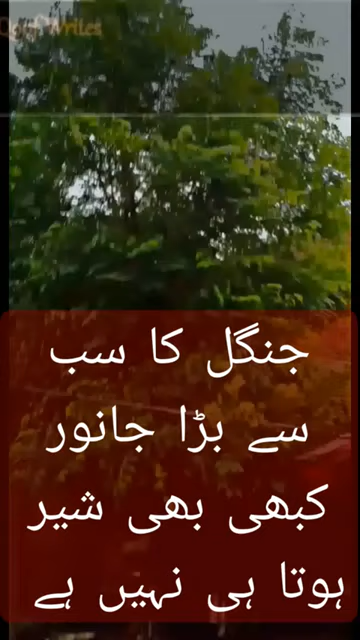 جنگل کا سب
سے بڑا جانور
کبھی بھی شیر
ہوتا ہی نہیں ہے